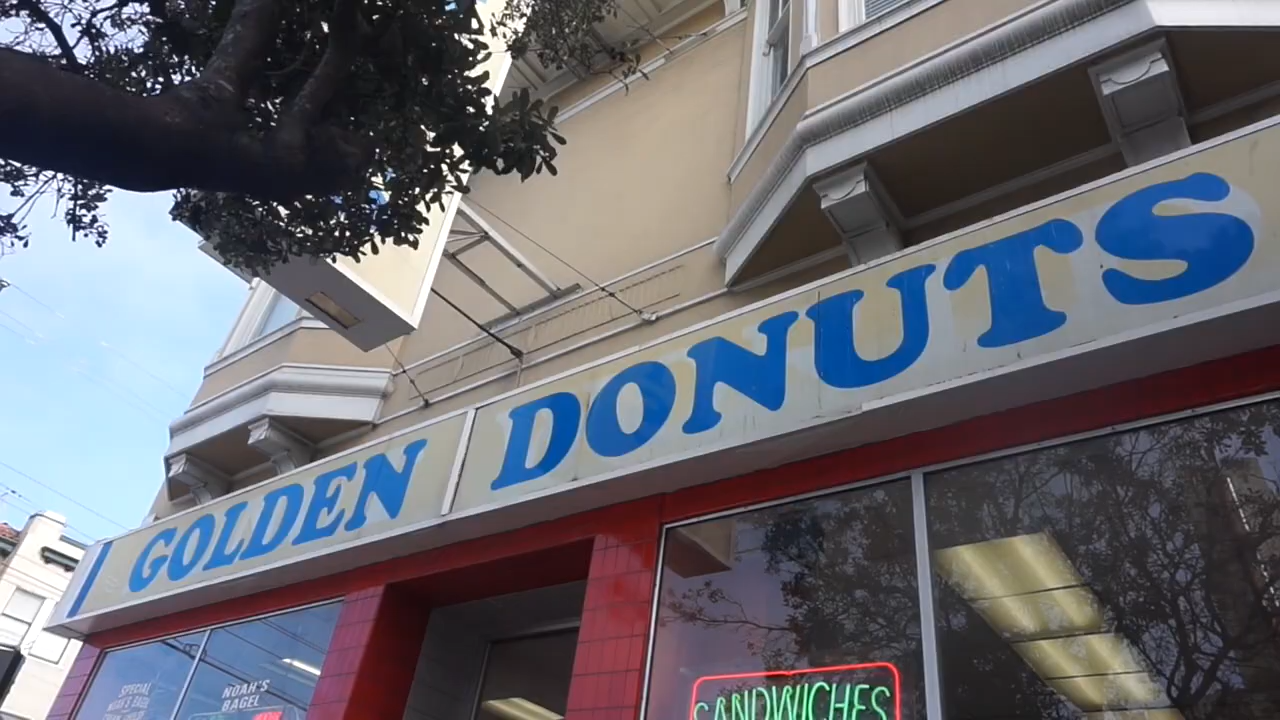 GOLDEN DONUTS
SPECIAL
NOAH'S BAGEL
NOAH'S
BAGEL
SANDWICHES